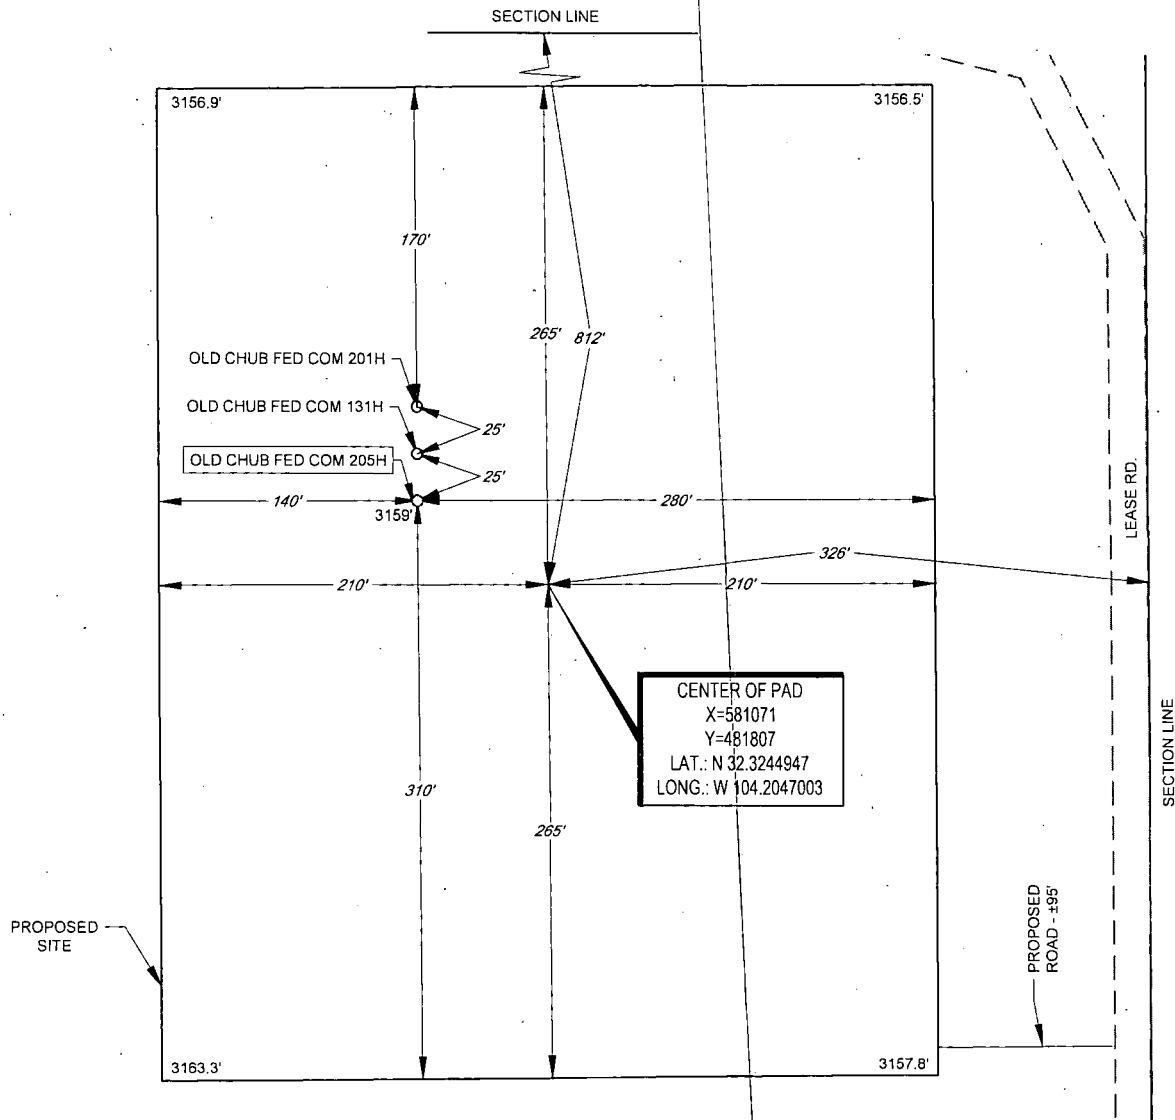 SECTION LINE
3156.9'
3156.5'
170'
265'
812'
OLD CHUB FED COM 201H
OLD CHUB FED COM 131H
25'
OLD CHUB FED COM 205H
25'
140'
280'
3159'
LEASE RD.
326'
210'
210'
CENTER OF PAD
X=581071
Y=481807
LAT.: N 32.3244947
LONG.: W 104.2047003
SECTION LINE
310'
265'
PROPOSED
SITE
PROPOSED
ROAD - ±95'
3163.3'
3157.8'